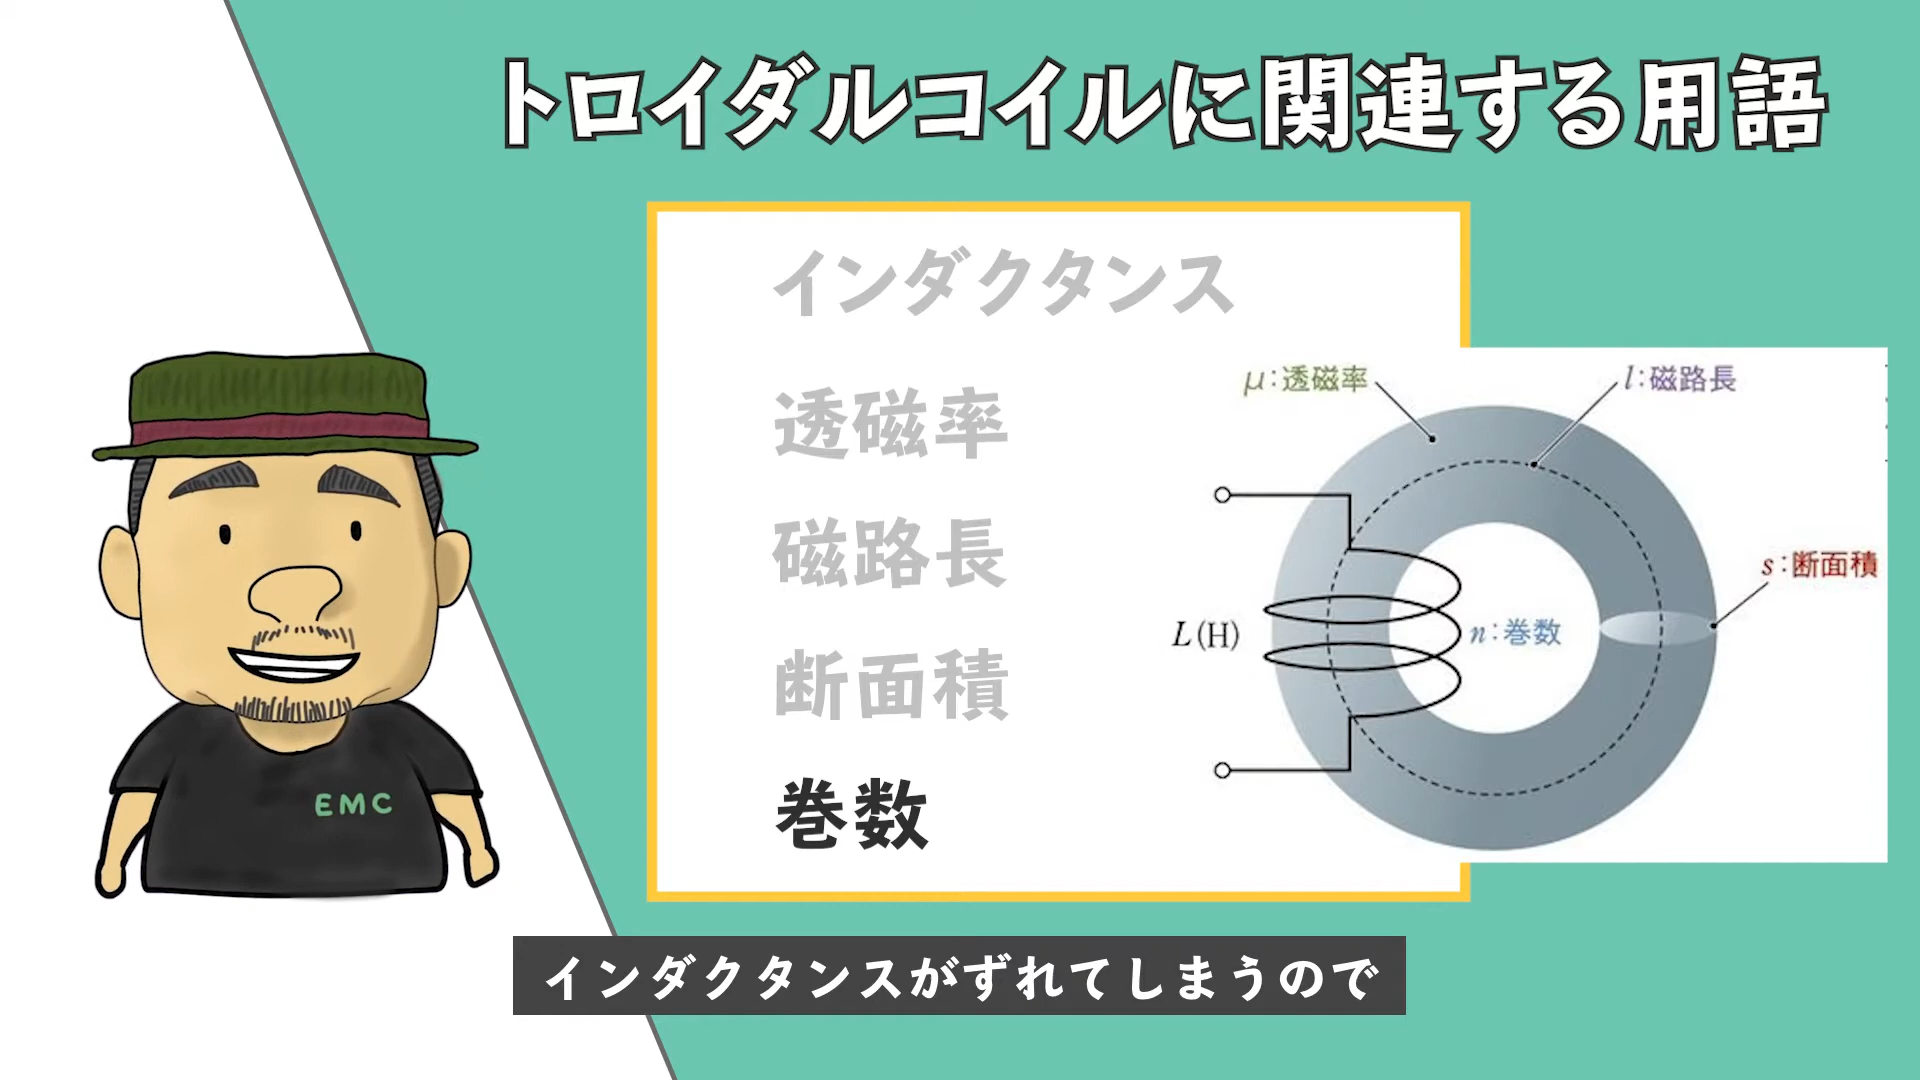 トロイダルコイルに関連する用語
インダクタンス
透磁率
磁路長
断面積
巻数
μ:透磁率
l:磁路長
s:断面積
L(H)
n:巻数
EMC
インダクタンスがずれてしまうので